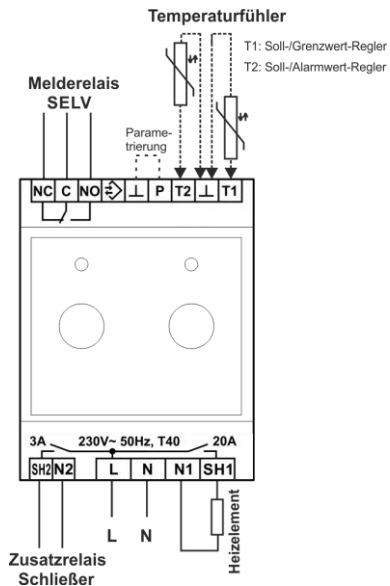 Temperaturfühler
T1: Soll-/Grenzwert-Regler
T2: Soll-/Alarmwert-Regler
Melderelais
SELV
Parame-
trierung
NC C NO ⊥ P T2 ⊥ T1
3A 230V~ 50Hz, T40 20A
SH2 N2 L N N1 SH1
L N
Heizelement
Zusatzrelais
Schließer